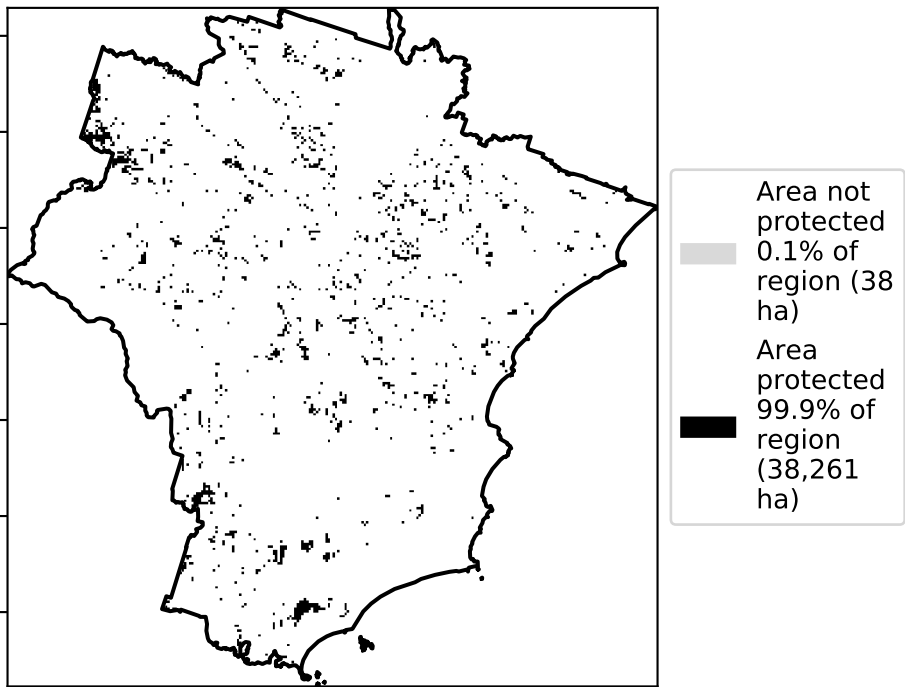 Area not
protected
0.1% of
region (38
ha)
Area
protected
99.9% of
region
(38,261
ha)